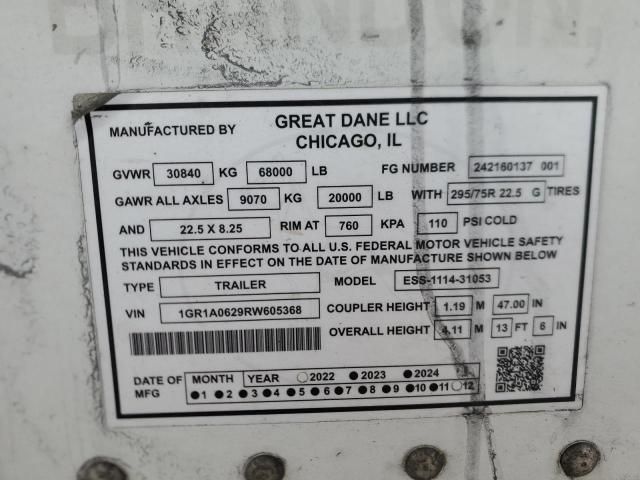 MANUFACTURED BY GREAT DANE LLC
CHICAGO, IL
GVWR 30840 KG 68000 LB FG NUMBER 242160137 001
GAWR ALL AXLES 9070 KG 20000 LB WITH 295/75R 22.5 G TIRES
AND 22.5 X 8.25 RIM AT 760 KPA 110 PSI COLD
THIS VEHICLE CONFORMS TO ALL U.S. FEDERAL MOTOR VEHICLE SAFETY
STANDARDS IN EFFECT ON THE DATE OF MANUFACTURE SHOWN BELOW
TYPE TRAILER MODEL ESS-1114-31053
VIN 1GR1A0629RW605368 COUPLER HEIGHT 1.19 M 47.00 IN
OVERALL HEIGHT 4.11 M 13 FT 6 IN
DATE OF MFG MONTH YEAR 2022 2023 2024
1 2 3 4 5 6 7 8 9 10 11 12